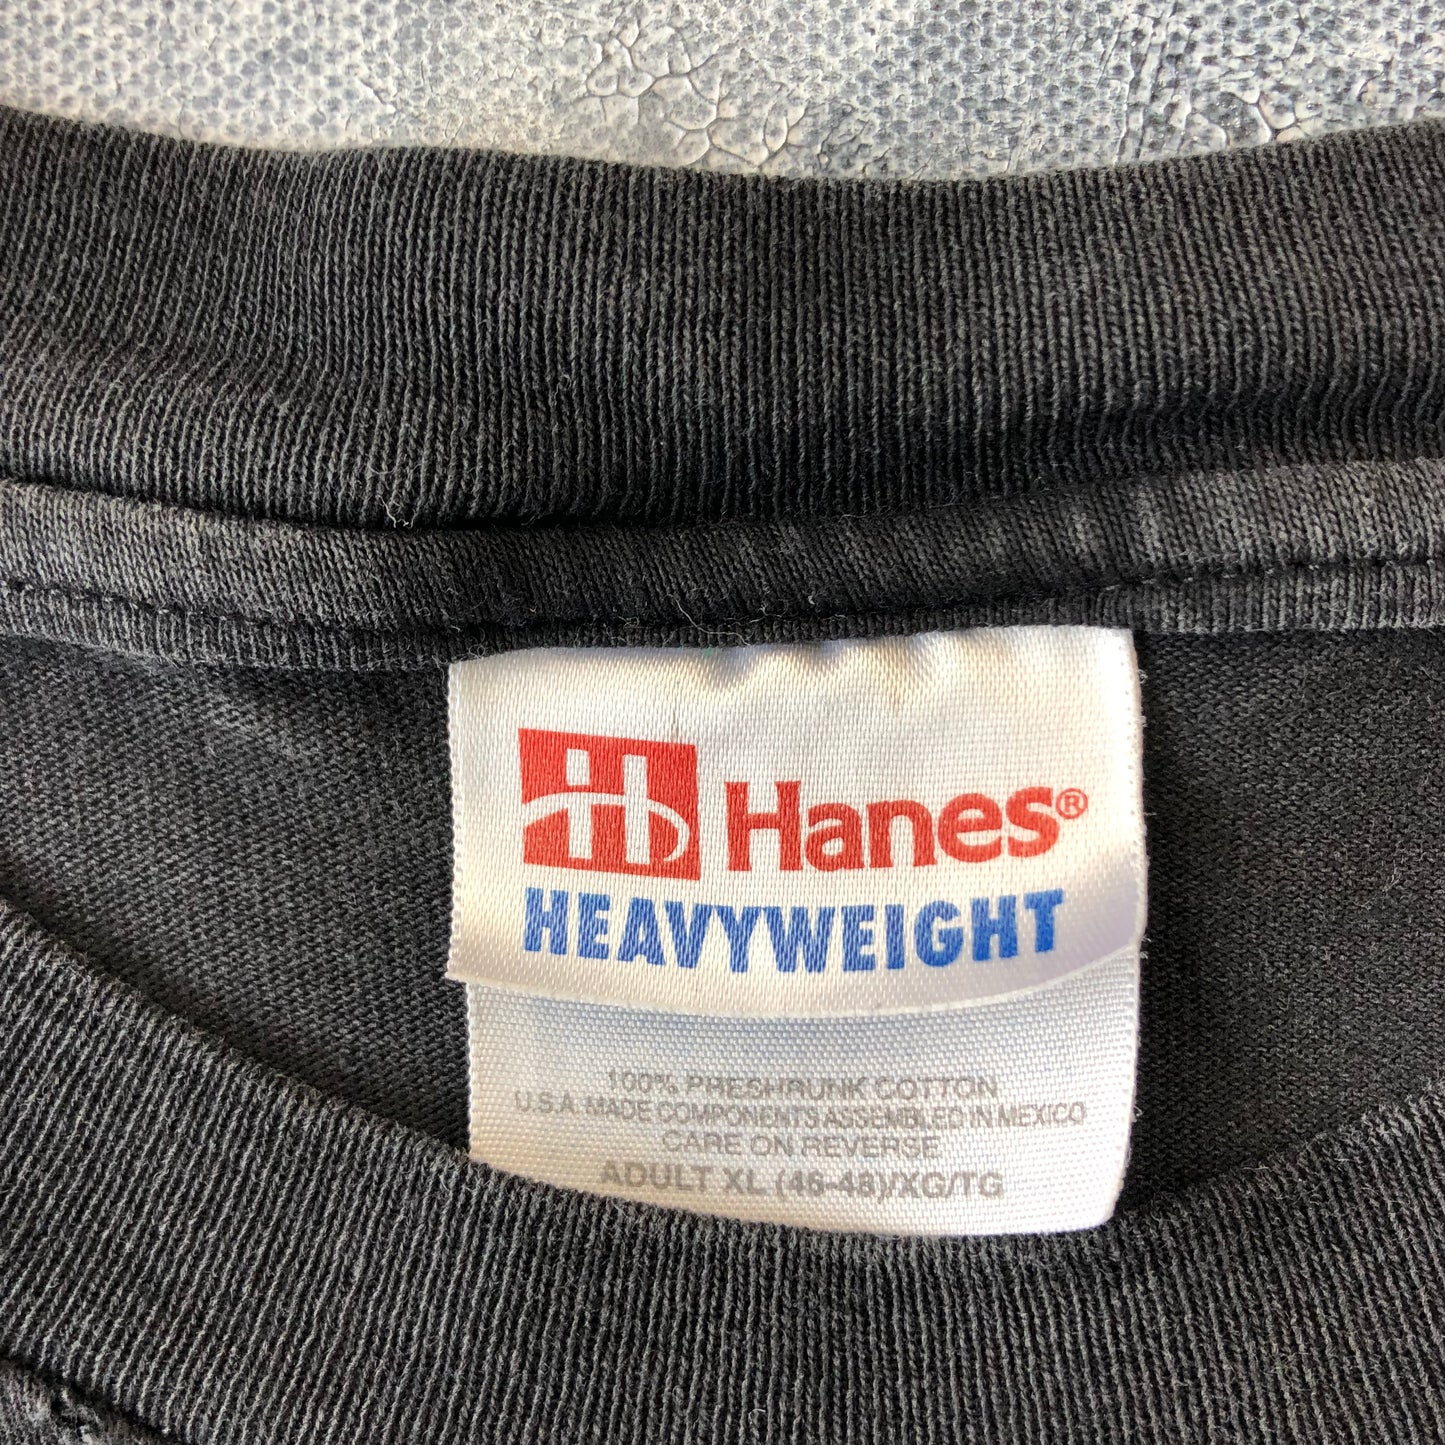 H Hanes®
HEAVYWEIGHT
100% PRESHRUNK COTTON
U.S.A. MADE COMPONENTS ASSEMBLED IN MEXICO
CARE ON REVERSE
ADULT XL (46-48)/XG/TG